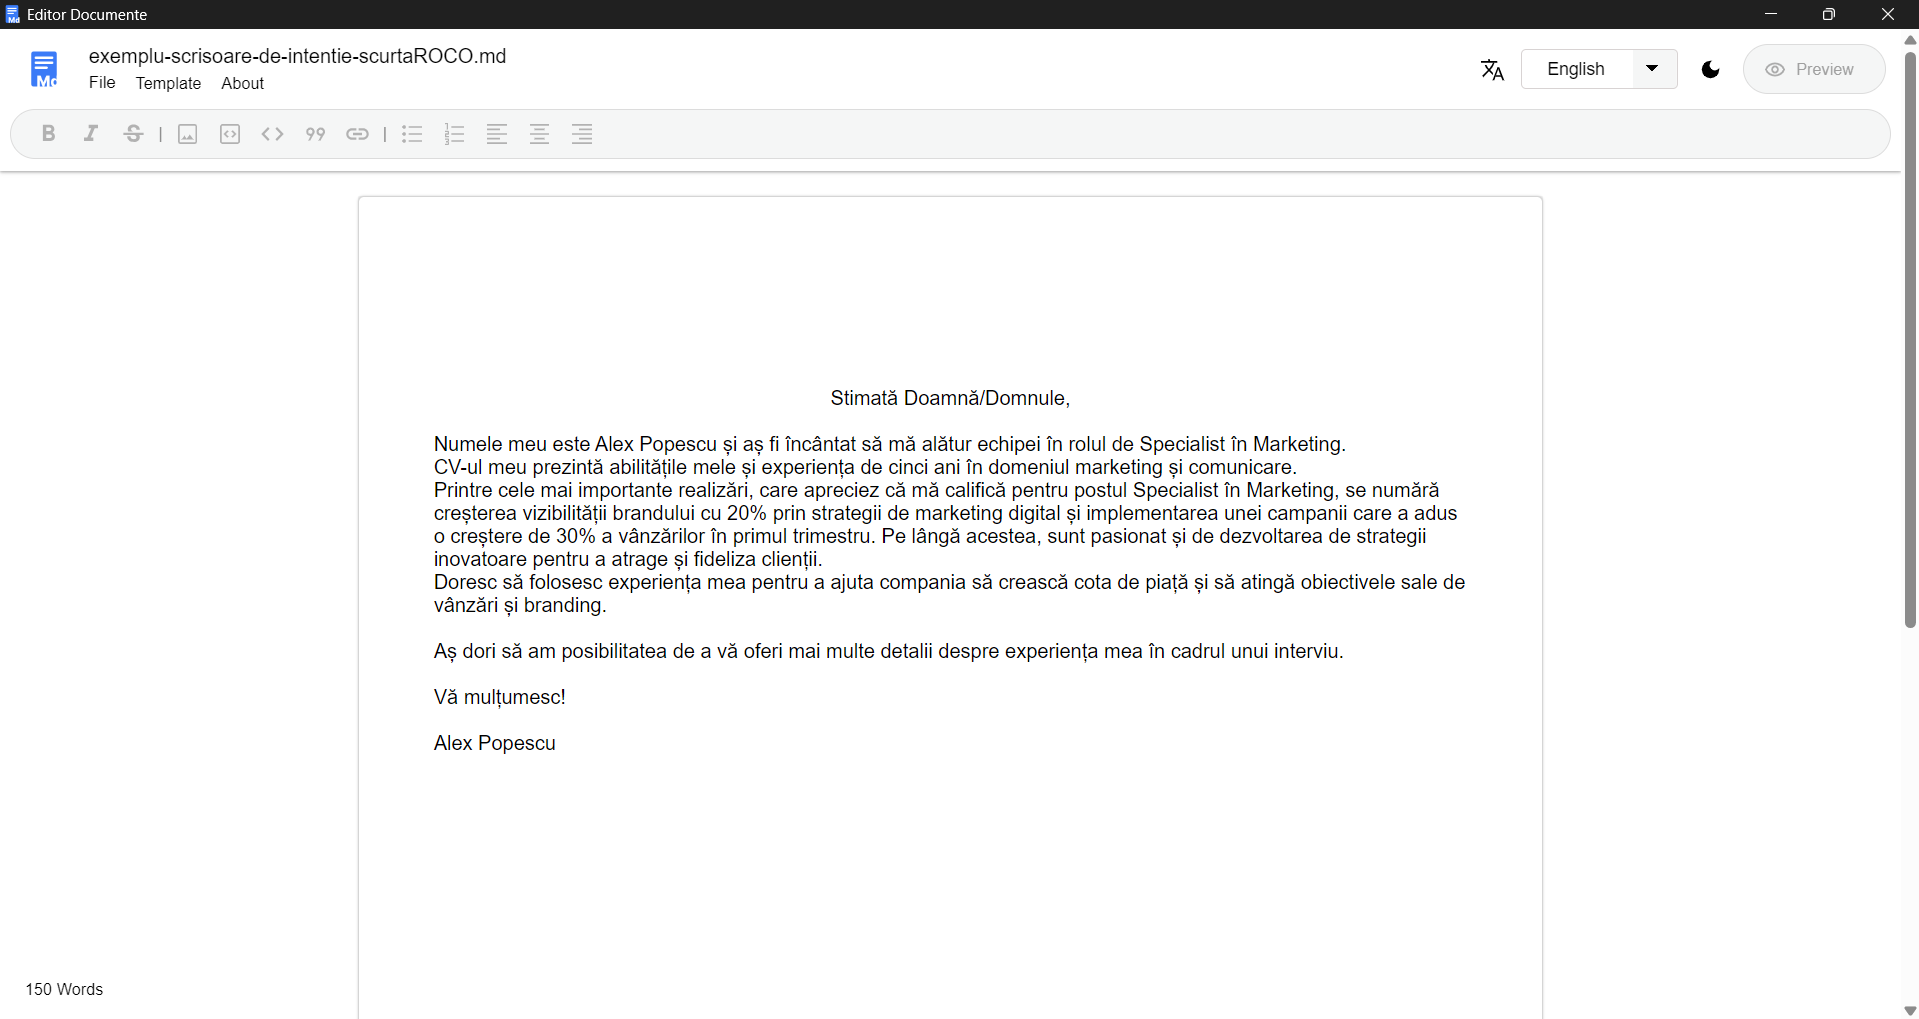 Editor Documente
exemplu-scrisoare-de-intentie-scurtaROCO.md
File Template About
English
Preview
Stimată Doamnă/Domnule,
Numele meu este Alex Popescu și aș fi încântat să mă alătur echipei în rolul de Specialist în Marketing.
CV-ul meu prezintă abilitățile mele și experiența de cinci ani în domeniul marketing și comunicare.
Printre cele mai importante realizări, care apreciez că mă califică pentru postul Specialist în Marketing, se numără
creșterea vizibilității brandului cu 20% prin strategii de marketing digital și implementarea unei campanii care a adus
o creștere de 30% a vânzărilor în primul trimestru. Pe lângă acestea, sunt pasionat și de dezvoltarea de strategii
inovatoare pentru a atrage și fideliza clienții.
Doresc să folosesc experiența mea pentru a ajuta compania să crească cota de piață și să atingă obiectivele sale de
vânzări și branding.
Aș dori să am posibilitatea de a vă oferi mai multe detalii despre experiența mea în cadrul unui interviu.
Vă mulțumesc!
Alex Popescu
150 Words